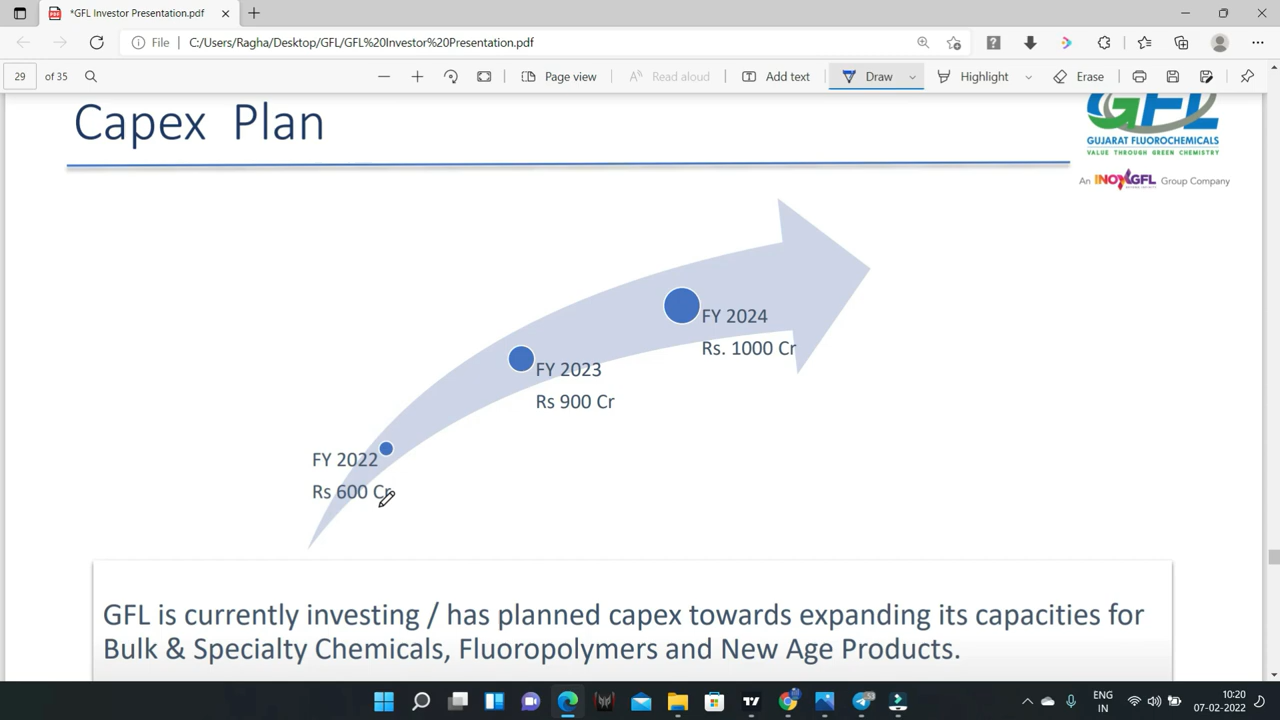 *GFL Investor Presentation.pdf
File C:/Users/Ragha/Desktop/GFL/GFL%20Investor%20Presentation.pdf
29 of 35 Page view Read aloud Add text Draw Highlight Erase
Capex Plan
GFL
GUJARAT FLUOROCHEMICALS
VALUE THROUGH GREEN CHEMISTRY
An INOXGFL Group Company
FY 2024
Rs. 1000 Cr
FY 2023
Rs 900 Cr
FY 2022
Rs 600 Cr
GFL is currently investing / has planned capex towards expanding its capacities for
Bulk & Specialty Chemicals, Fluoropolymers and New Age Products.
ENG
IN
10:20
07-02-2022